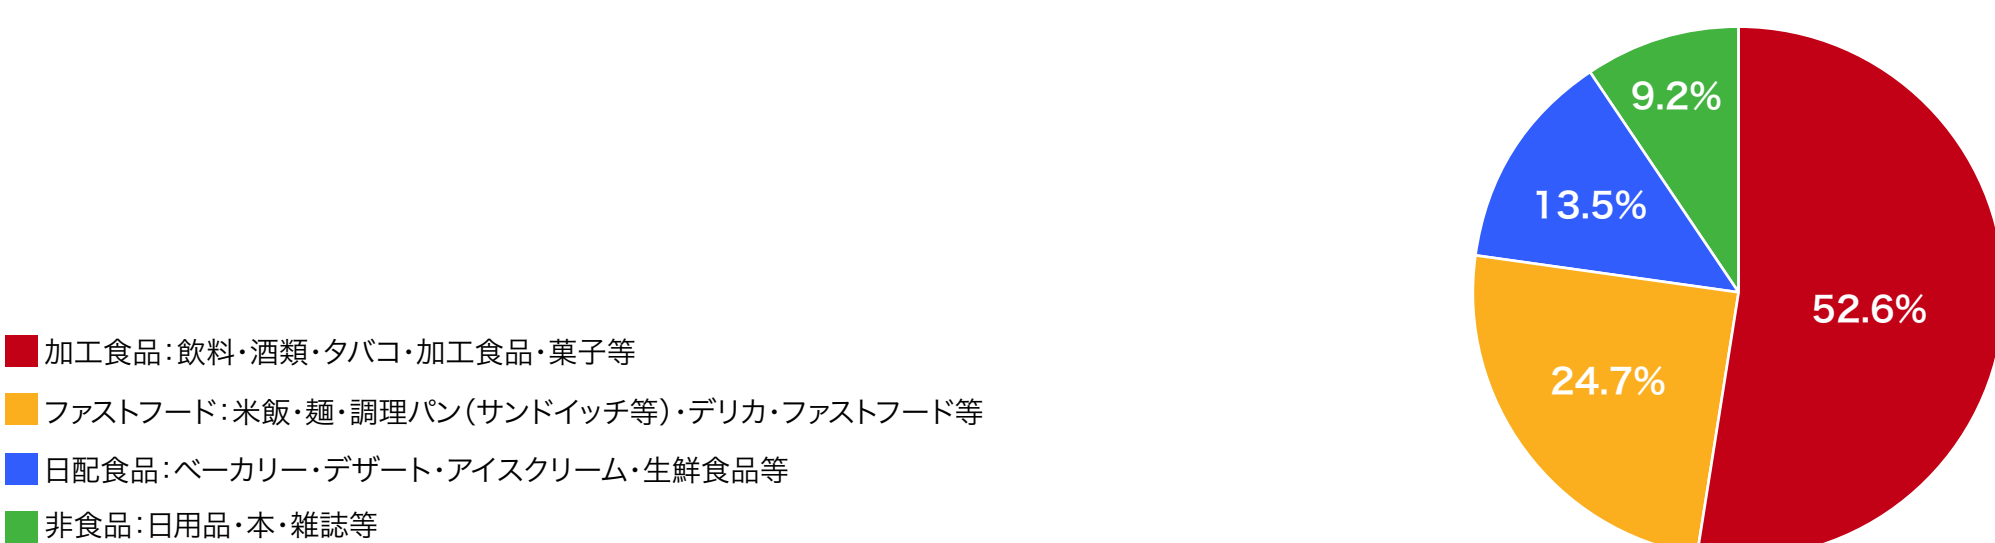 9.2%
13.5%
52.6%
24.7%
加工食品：飲料・酒類・タバコ・加工食品・菓子等
ファストフード：米飯・麺・調理パン（サンドイッチ等）・デリカ・ファストフード等
日配食品：ベーカリー・デザート・アイスクリーム・生鮮食品等
非食品：日用品・本・雑誌等